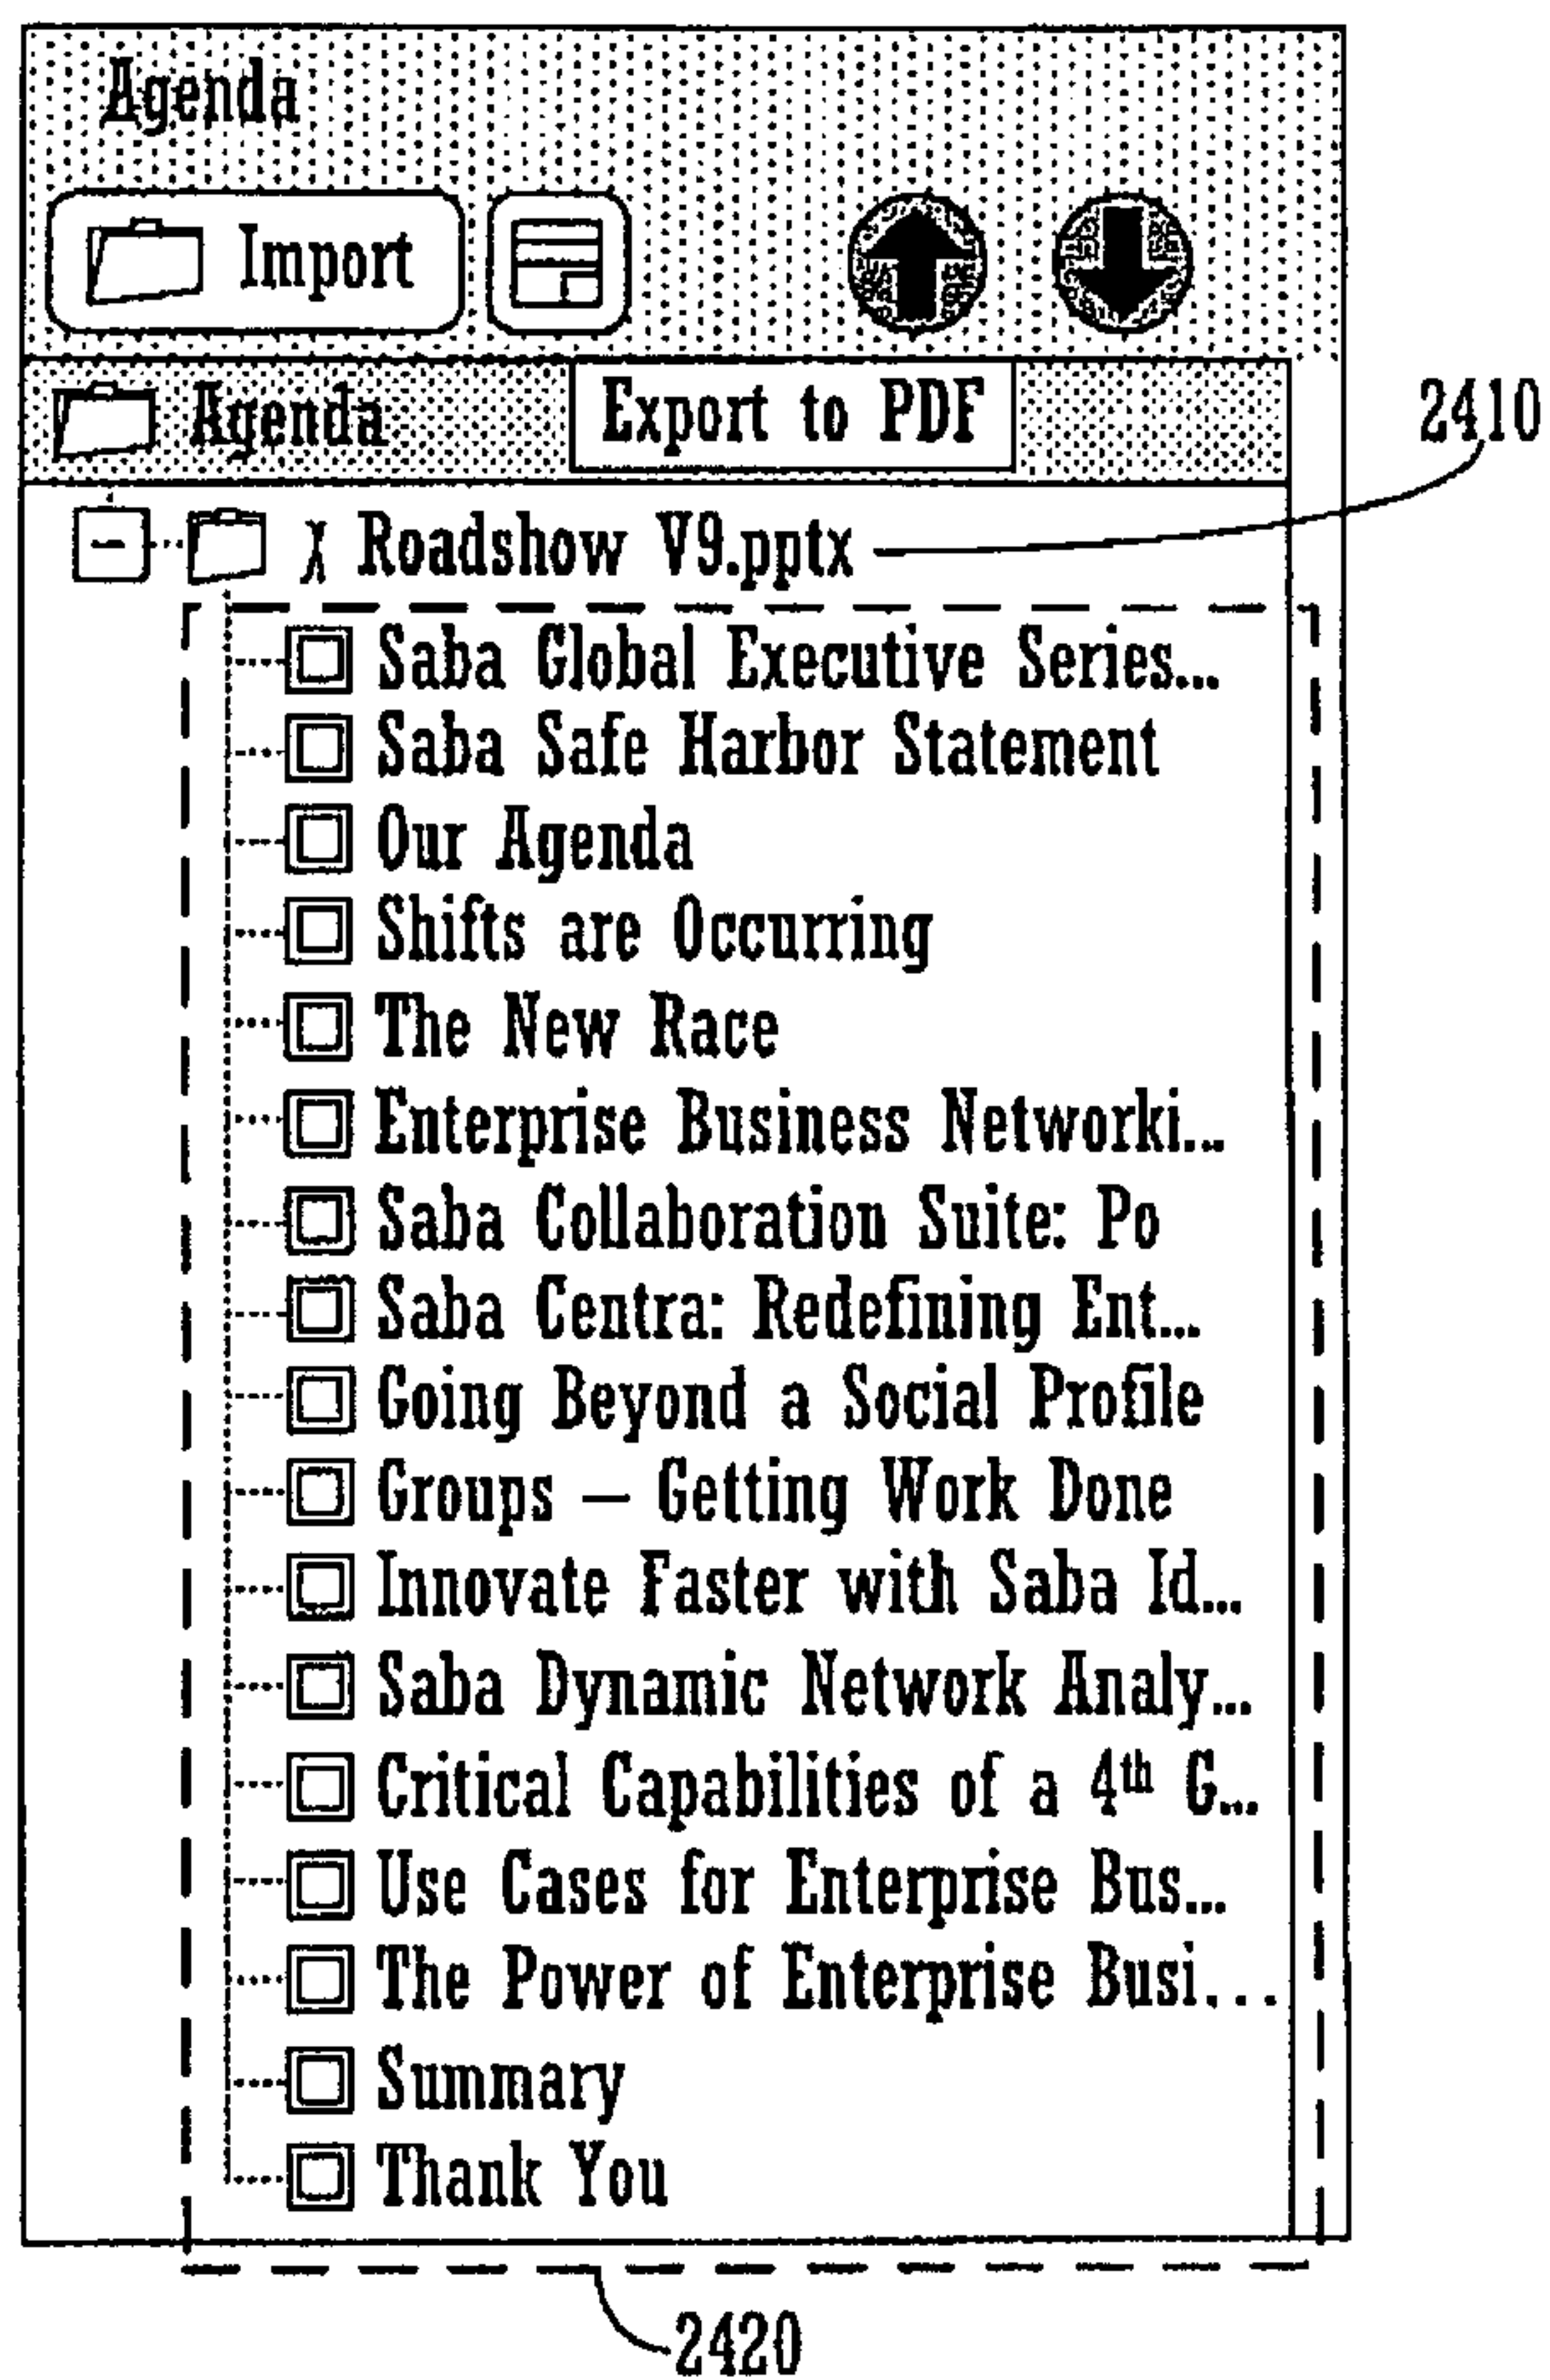 Agenda
Import
Agenda
Export to PDF
2410
Roadshow V9.pptx
Saba Global Executive Series...
Saba Safe Harbor Statement
Our Agenda
Shifts are Occurring
The New Race
Enterprise Business Networki...
Saba Collaboration Suite: Po
Saba Centra: Redefining Ent...
Going Beyond a Social Profile
Groups – Getting Work Done
Innovate Faster with Saba Id...
Saba Dynamic Network Analy...
Critical Capabilities of a 4th G...
Use Cases for Enterprise Bus...
The Power of Enterprise Busi...
Summary
Thank You
2420